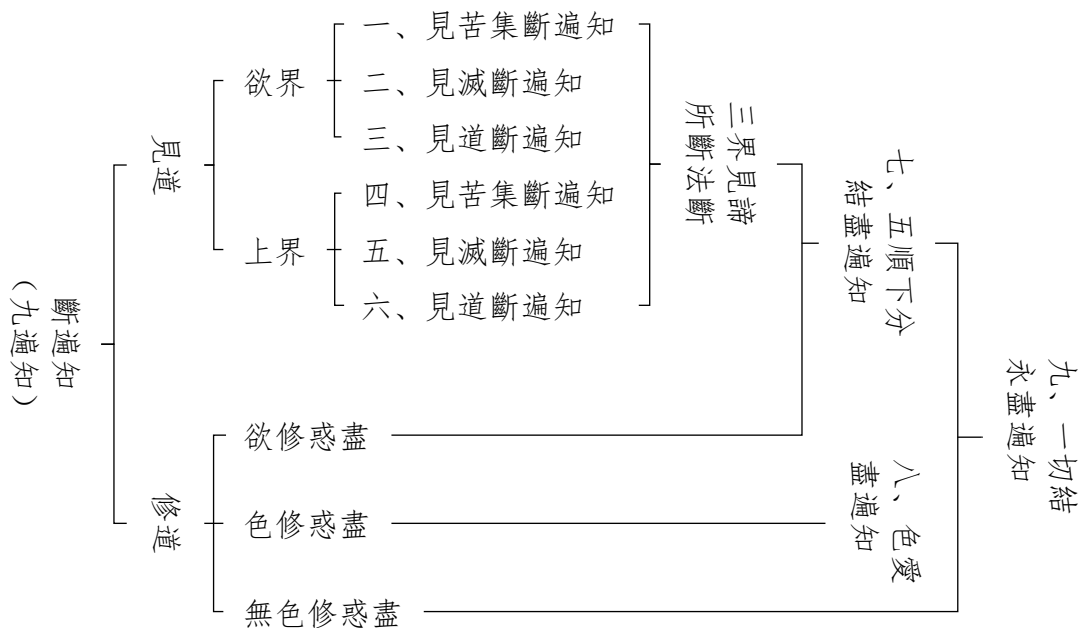 斷遍知
（九遍知）
見道
欲界
一、見苦集斷遍知
二、見滅斷遍知
三、見道斷遍知
上界
四、見苦集斷遍知
五、見滅斷遍知
六、見道斷遍知
三界見諦
所斷法斷
七、五順下分
結盡遍知
修道
欲修惑盡
色修惑盡
八、色愛
盡遍知
無色修惑盡
九、一切結
永盡遍知